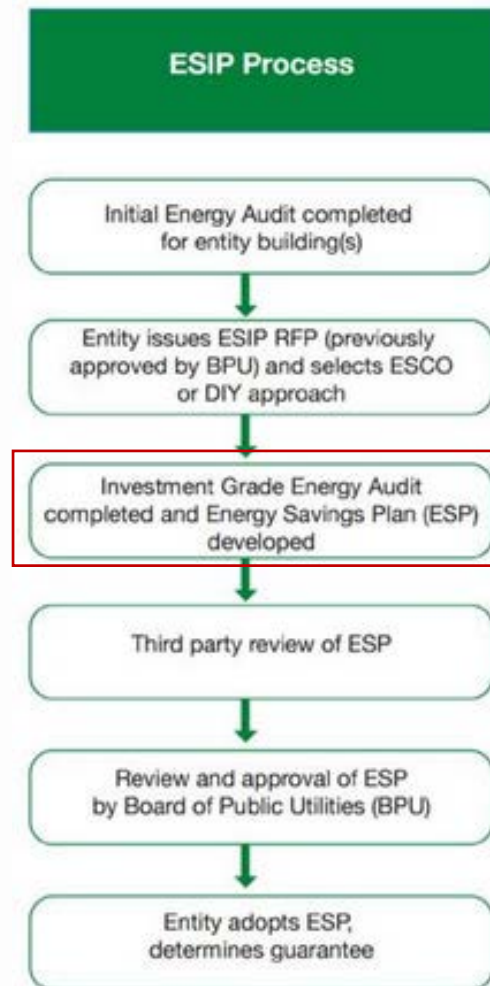 ESIP Process
Initial Energy Audit completed
for entity building(s)
Entity issues ESIP RFP (previously
approved by BPU) and selects ESCO
or DIY approach
Investment Grade Energy Audit
completed and Energy Savings Plan (ESP)
developed
Third party review of ESP
Review and approval of ESP
by Board of Public Utilities (BPU)
Entity adopts ESP,
determines guarantee